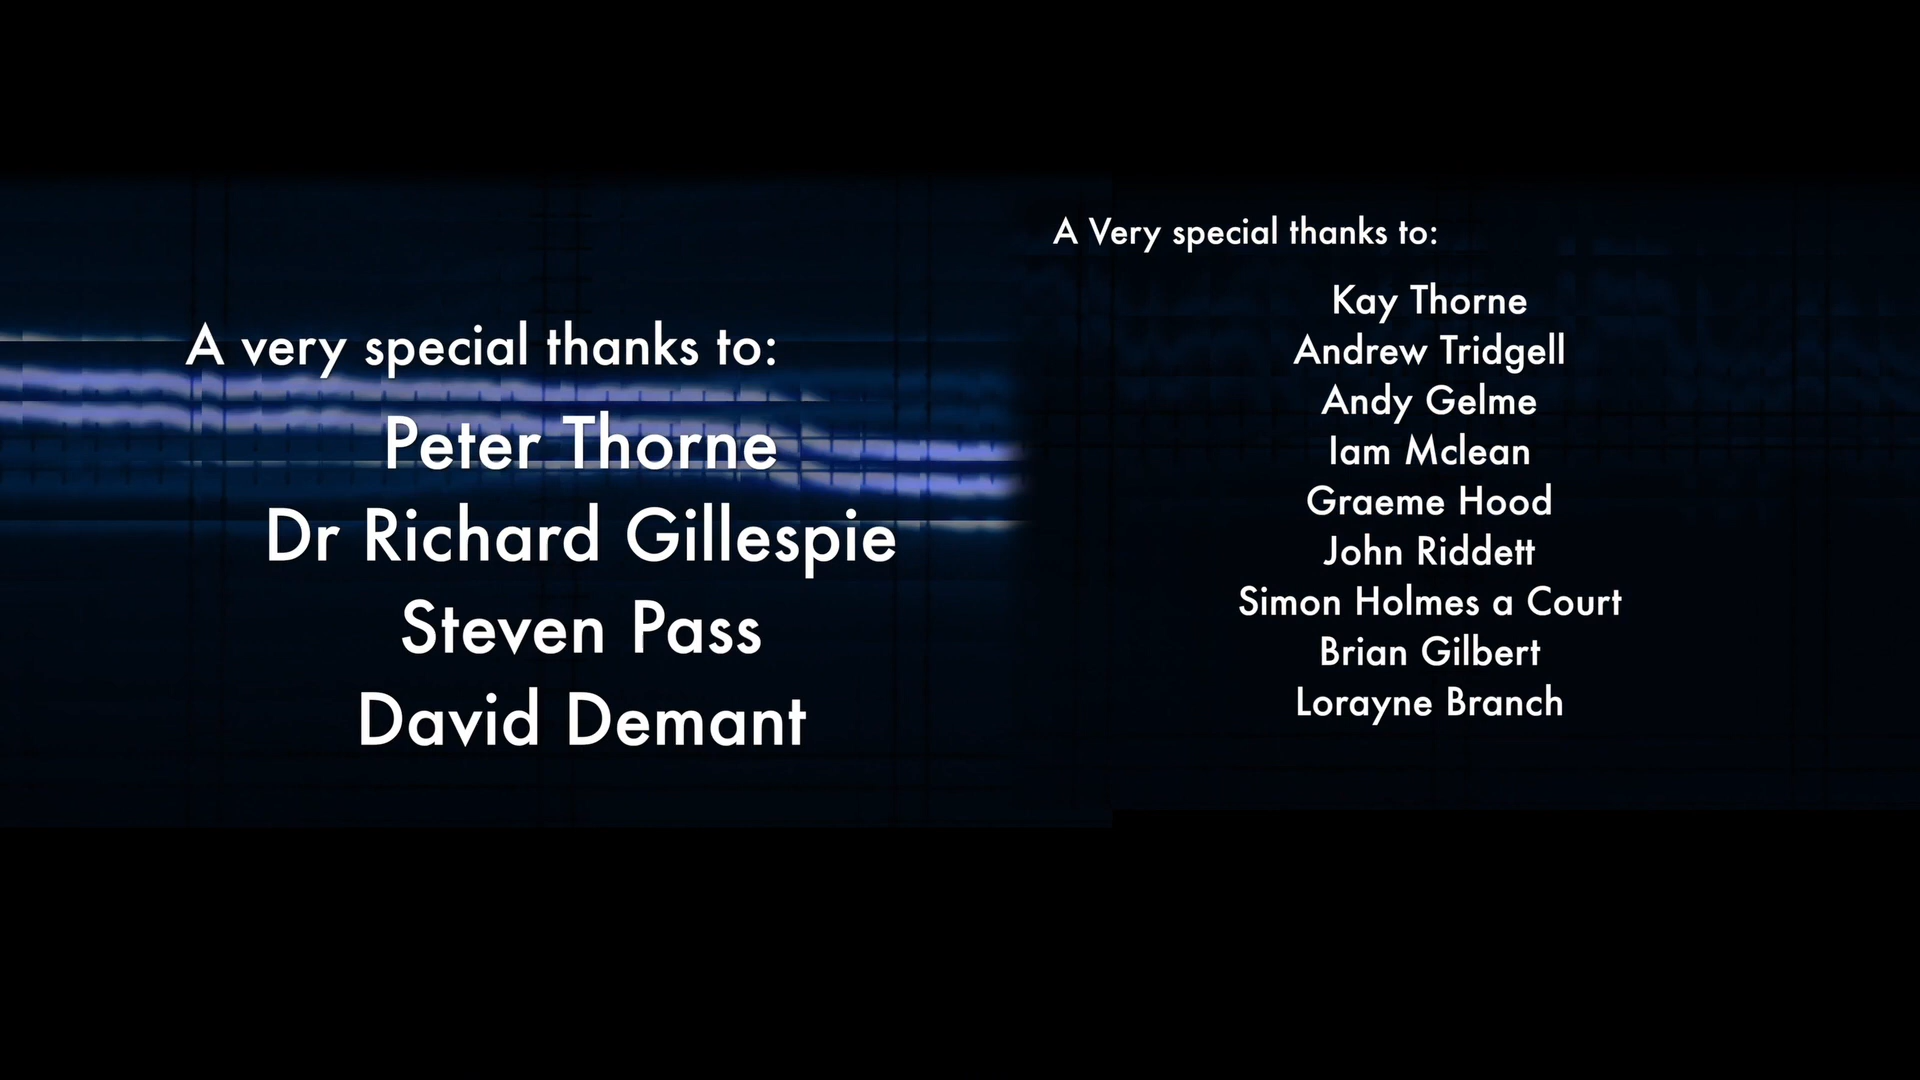 A very special thanks to:
Peter Thorne
Dr Richard Gillespie
Steven Pass
David Demant
A Very special thanks to:
Kay Thorne
Andrew Tridgell
Andy Gelme
Iam Mclean
Graeme Hood
John Riddett
Simon Holmes a Court
Brian Gilbert
Lorayne Branch